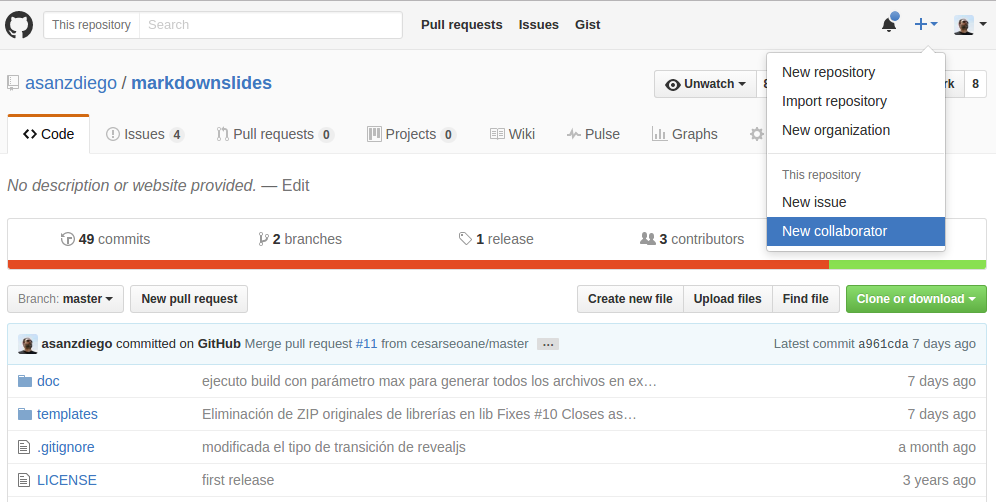 This repository Search Pull requests Issues Gist
New repository
Import repository
New organization
This repository
New issue
New collaborator
asanzdiego / markdownslides Unwatch 8 rk 8
Code Issues 4 Pull requests 0 Projects 0 Wiki Pulse Graphs
No description or website provided. — Edit
49 commits 2 branches 1 release 3 contributors
Branch: master New pull request Create new file Upload files Find file Clone or download
asanzdiego committed on GitHub Merge pull request #11 from cesarseoane/master ... Latest commit a961cda 7 days ago
doc ejecuto build con parámetro max para generar todos los archivos en ex… 7 days ago
templates Eliminación de ZIP originales de librerías en lib Fixes #10 Closes as… 7 days ago
.gitignore modificada el tipo de transición de revealjs a month ago
LICENSE first release 3 years ago